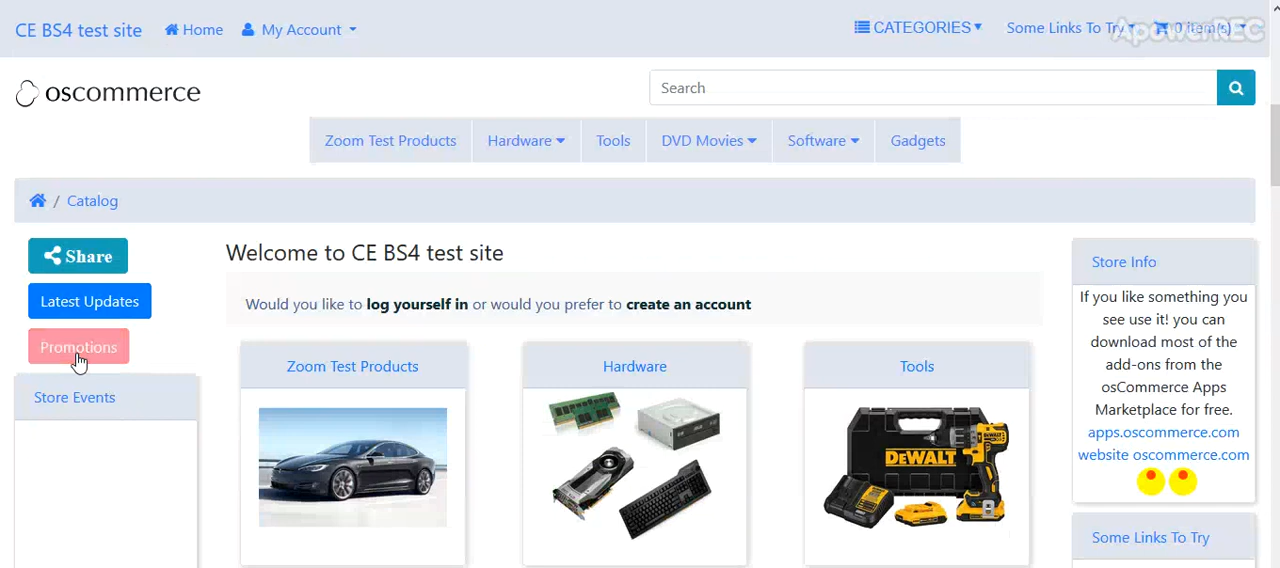 CE BS4 test site Home My Account CATEGORIES Some Links To Try 0 item(s)
ApowerREC
oscommerce
Search
Zoom Test Products Hardware Tools DVD Movies Software Gadgets
/ Catalog
Share
Latest Updates
Promotions
Store Events
Welcome to CE BS4 test site
Would you like to log yourself in or would you prefer to create an account
Zoom Test Products
Hardware
Tools
DEWALT
Store Info
If you like something you
see use it! you can
download most of the
add-ons from the
osCommerce Apps
Marketplace for free.
apps.oscommerce.com
website oscommerce.com
Some Links To Try